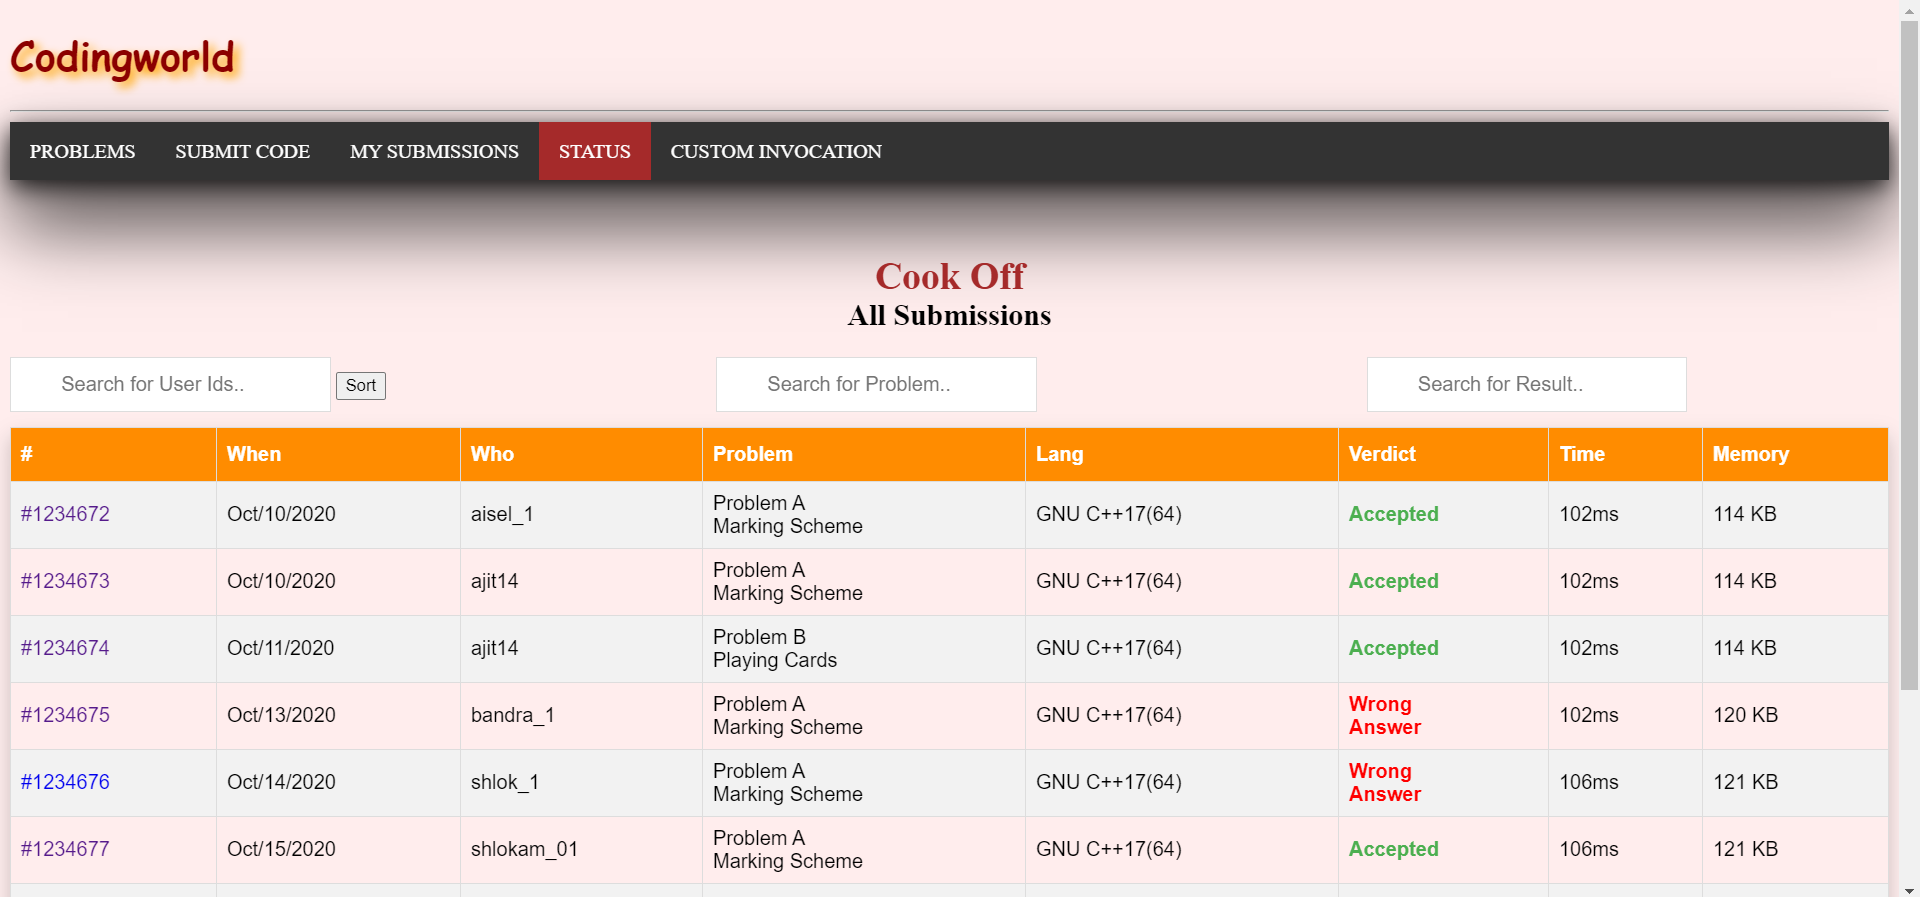 Codingworld
PROBLEMS SUBMIT CODE MY SUBMISSIONS STATUS CUSTOM INVOCATION
Cook Off
All Submissions
Search for User Ids.. Sort Search for Problem.. Search for Result..
# When Who Problem Lang Verdict Time Memory
#1234672 Oct/10/2020 aisel_1 Problem A Marking Scheme GNU C++17(64) Accepted 102ms 114 KB
#1234673 Oct/10/2020 ajit14 Problem A Marking Scheme GNU C++17(64) Accepted 102ms 114 KB
#1234674 Oct/11/2020 ajit14 Problem B Playing Cards GNU C++17(64) Accepted 102ms 114 KB
#1234675 Oct/13/2020 bandra_1 Problem A Marking Scheme GNU C++17(64) Wrong Answer 102ms 120 KB
#1234676 Oct/14/2020 shlok_1 Problem A Marking Scheme GNU C++17(64) Wrong Answer 106ms 121 KB
#1234677 Oct/15/2020 shlokam_01 Problem A Marking Scheme GNU C++17(64) Accepted 106ms 121 KB